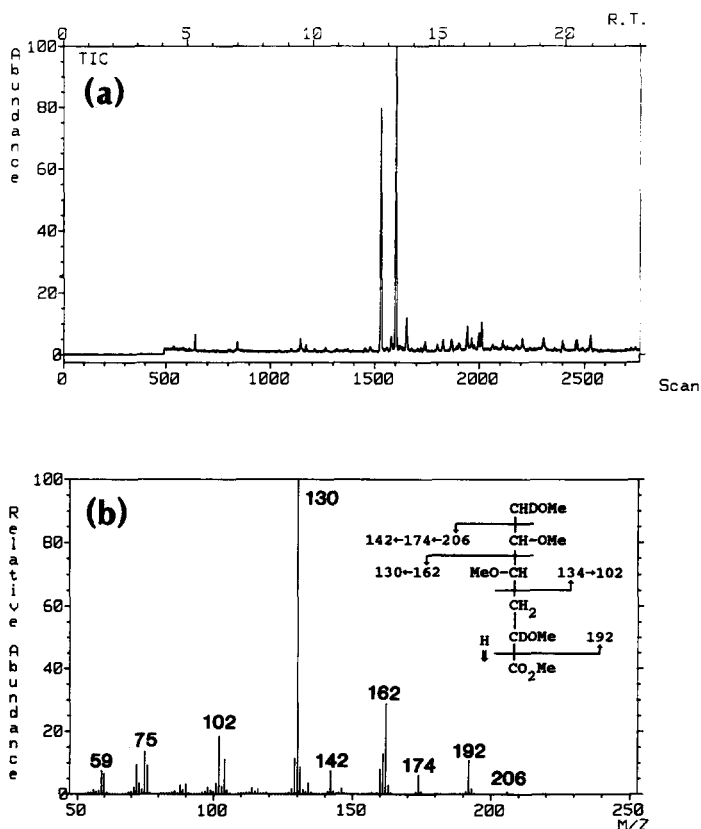 R.T.
0 5 10 15 20
TIC
(a)
Abundance
100
80
60
40
20
0
0 500 1000 1500 2000 2500
Scan
(b)
Relative Abundance
100
80
60
40
20
0
130
59
75
102
142
162
174
192
206
CHDOMe
142←174←206
CH-OMe
130←162
MeO-CH
134→102
CH2
H
CDOMe
192
CO2Me
50 100 150 200 250
M/Z